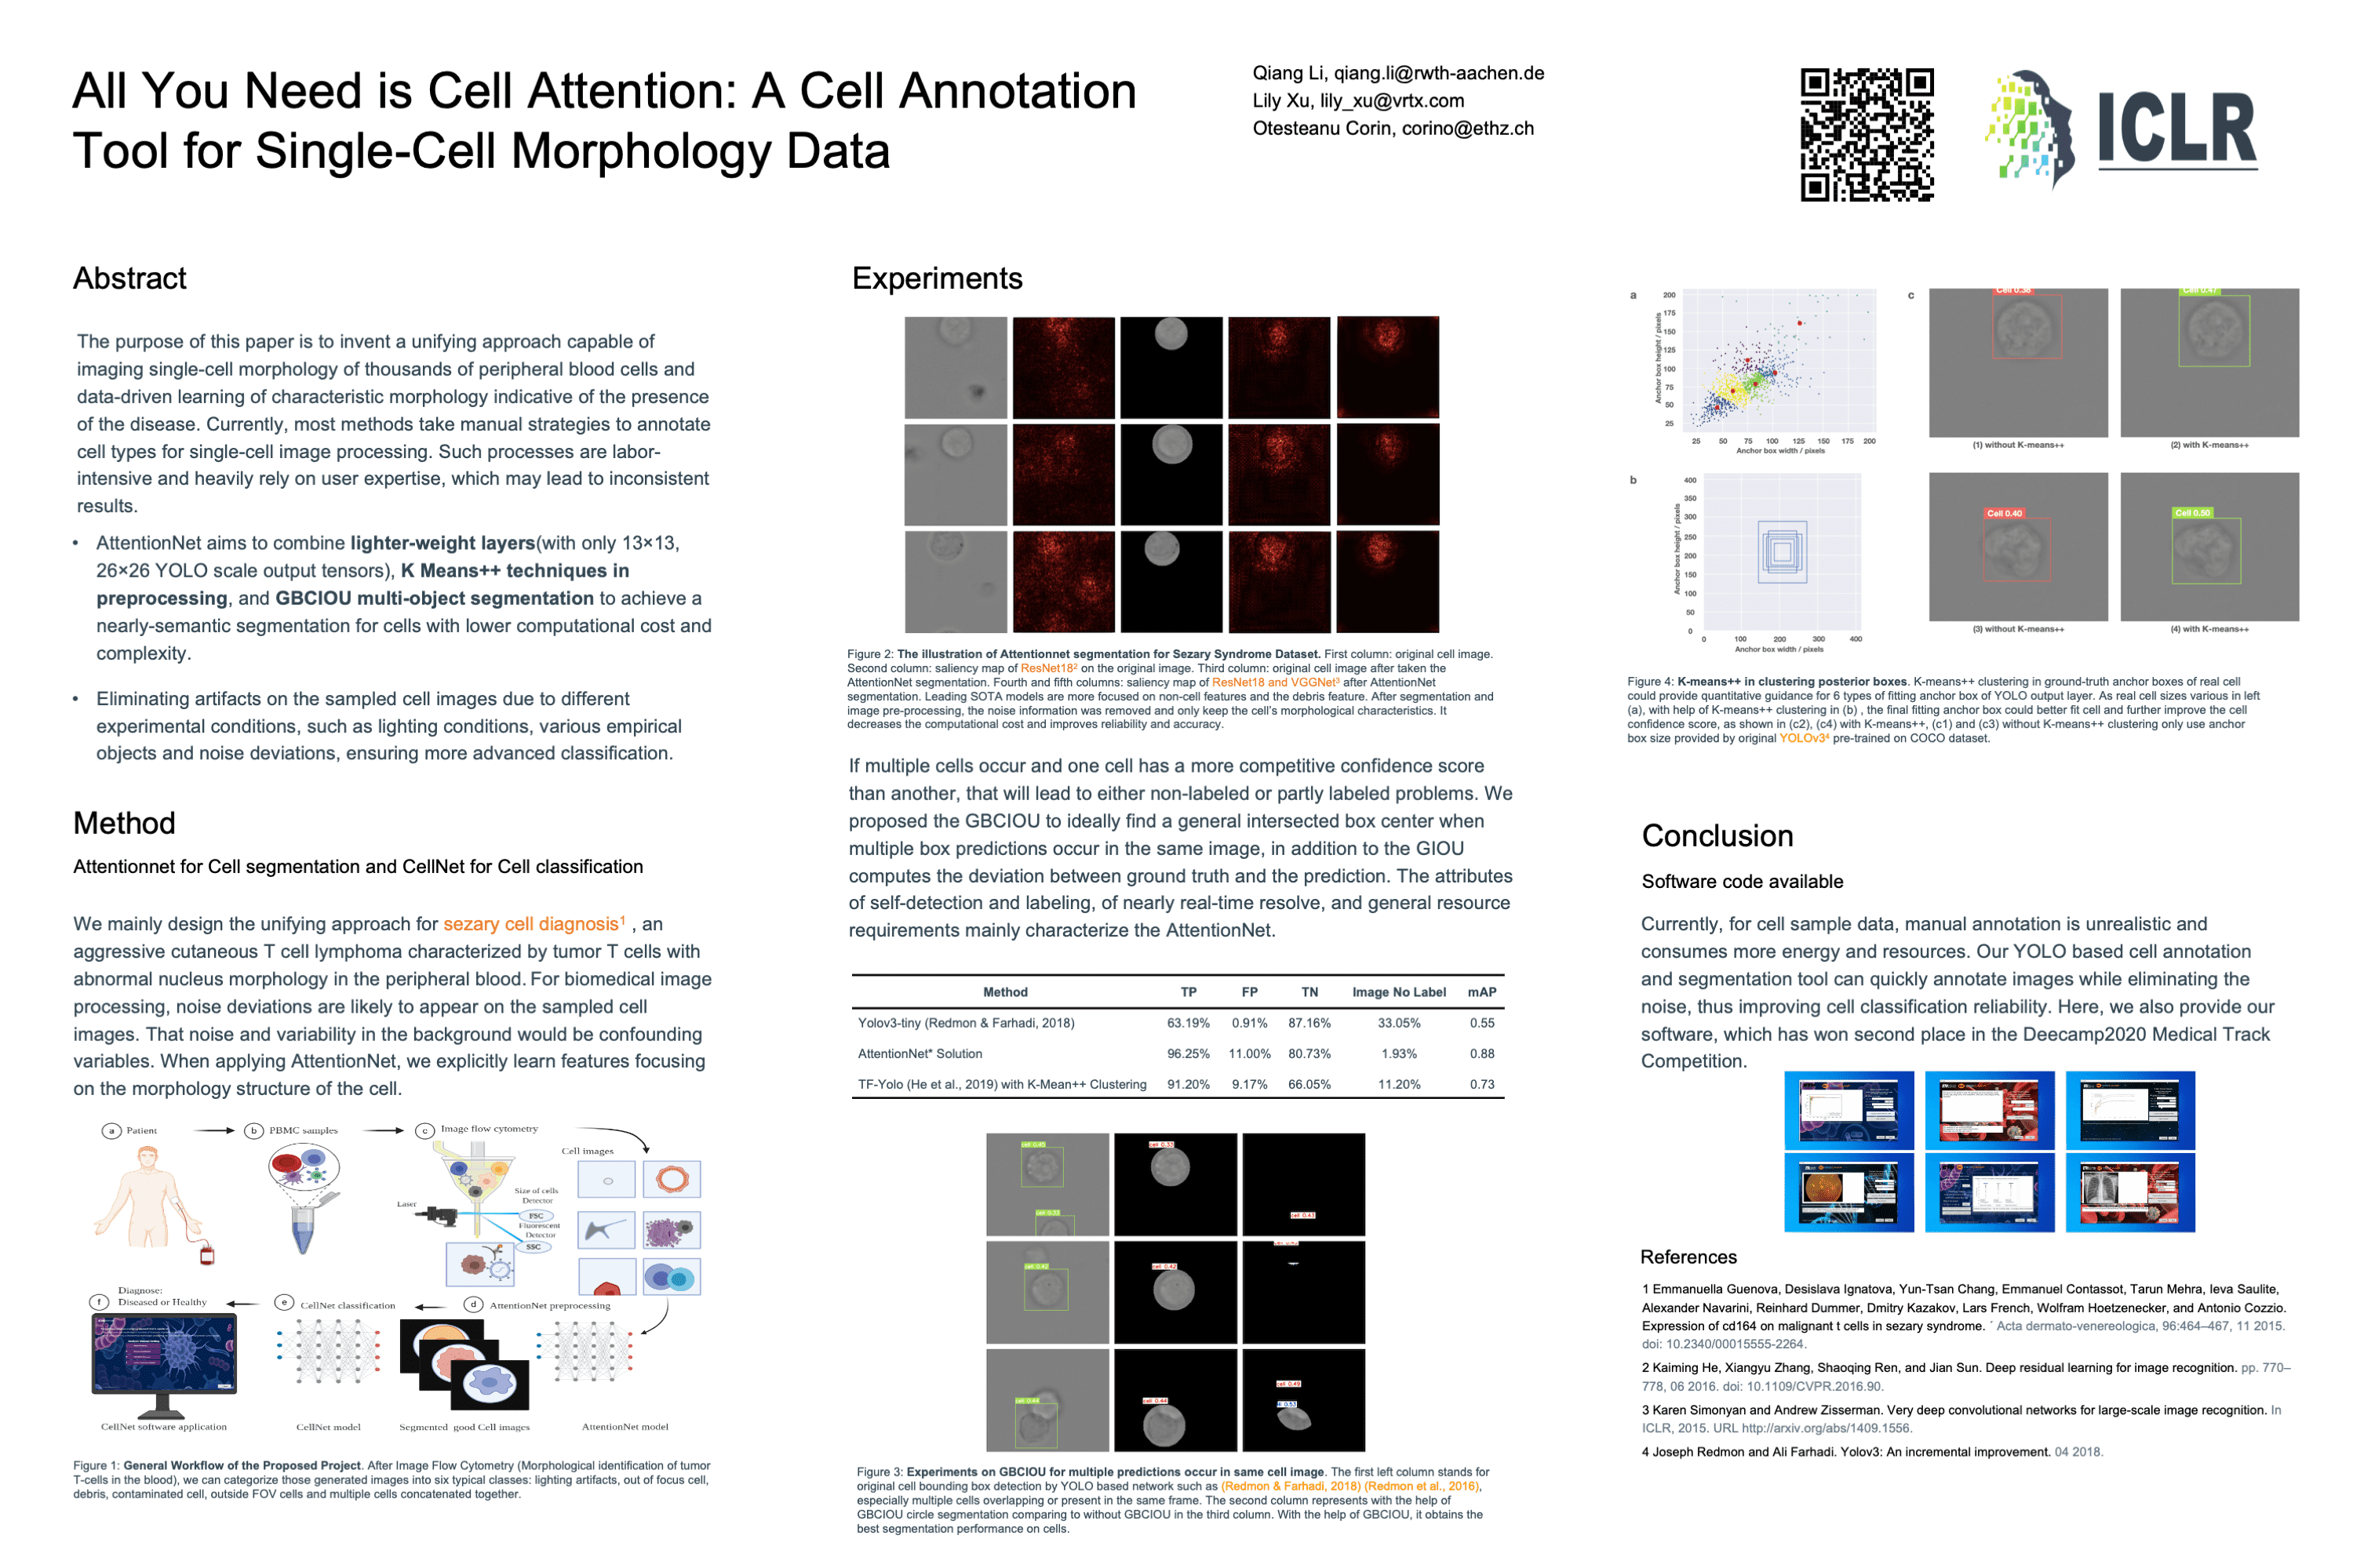 All You Need is Cell Attention: A Cell Annotation
Tool for Single-Cell Morphology Data
Qiang Li, qiang.li@rwth-aachen.de
Lily Xu, lily_xu@vrtx.com
Otesteanu Corin, corino@ethz.ch
ICLR
Abstract
The purpose of this paper is to invent a unifying approach capable of
imaging single-cell morphology of thousands of peripheral blood cells and
data-driven learning of characteristic morphology indicative of the presence
of the disease. Currently, most methods take manual strategies to annotate
cell types for single-cell image processing. Such processes are labor-
intensive and heavily rely on user expertise, which may lead to inconsistent
results.
• AttentionNet aims to combine lighter-weight layers(with only 13×13,
26×26 YOLO scale output tensors), K Means++ techniques in
preprocessing, and GBCIOU multi-object segmentation to achieve a
nearly-semantic segmentation for cells with lower computational cost and
complexity.
• Eliminating artifacts on the sampled cell images due to different
experimental conditions, such as lighting conditions, various empirical
objects and noise deviations, ensuring more advanced classification.
Method
Attentionnet for Cell segmentation and CellNet for Cell classification
We mainly design the unifying approach for sezary cell diagnosis¹ , an
aggressive cutaneous T cell lymphoma characterized by tumor T cells with
abnormal nucleus morphology in the peripheral blood. For biomedical image
processing, noise deviations are likely to appear on the sampled cell
images. That noise and variability in the background would be confounding
variables. When applying AttentionNet, we explicitly learn features focusing
on the morphology structure of the cell.
a Patient
b PBMC samples
c Image flow cytometry
Cell images
Size of cells
Detector
Laser
FSC
Fluorescent
Detector
SSC
Diagnose:
f Diseased or Healthy
e CellNet classification
d AttentionNet preprocessing
CellNet software application
CellNet model
Segmented good Cell images
AttentionNet model
Figure 1: General Workflow of the Proposed Project. After Image Flow Cytometry (Morphological identification of tumor
T-cells in the blood), we can categorize those generated images into six typical classes: lighting artifacts, out of focus cell,
debris, contaminated cell, outside FOV cells and multiple cells concatenated together.
Experiments
Figure 2: The illustration of Attentionnet segmentation for Sezary Syndrome Dataset. First column: original cell image.
Second column: saliency map of ResNet18² on the original image. Third column: original cell image after taken the
AttentionNet segmentation. Fourth and fifth columns: saliency map of ResNet18 and VGGNet³ after AttentionNet
segmentation. Leading SOTA models are more focused on non-cell features and the debris feature. After segmentation and
image pre-processing, the noise information was removed and only keep the cell's morphological characteristics. It
decreases the computational cost and improves reliability and accuracy.
If multiple cells occur and one cell has a more competitive confidence score
than another, that will lead to either non-labeled or partly labeled problems. We
proposed the GBCIOU to ideally find a general intersected box center when
multiple box predictions occur in the same image, in addition to the GIOU
computes the deviation between ground truth and the prediction. The attributes
of self-detection and labeling, of nearly real-time resolve, and general resource
requirements mainly characterize the AttentionNet.
Method TP FP TN Image No Label mAP
Yolov3-tiny (Redmon & Farhadi, 2018) 63.19% 0.91% 87.16% 33.05% 0.55
AttentionNet* Solution 96.25% 11.00% 80.73% 1.93% 0.88
TF-Yolo (He et al., 2019) with K-Mean++ Clustering 91.20% 9.17% 66.05% 11.20% 0.73
cell 0.45
cell 0.33
cell 0.43
cell 0.42
cell 0.42
cell 0.44
cell 0.49
Figure 3: Experiments on GBCIOU for multiple predictions occur in same cell image. The first left column stands for
original cell bounding box detection by YOLO based network such as (Redmon & Farhadi, 2018) (Redmon et al., 2016),
especially multiple cells overlapping or present in the same frame. The second column represents with the help of
GBCIOU circle segmentation comparing to without GBCIOU in the third column. With the help of GBCIOU, it obtains the
best segmentation performance on cells.
a
200
175
150
125
100
75
50
25
Anchor box height / pixels
25 50 75 100 125 150 175 200
Anchor box width / pixels
b
400
350
300
250
200
150
100
50
0
Anchor box height / pixels
0 100 200 300 400
Anchor box width / pixels
c
Cell 0.38
Cell 0.47
(1) without K-means++
(2) with K-means++
Cell 0.40
Cell 0.50
(3) without K-means++
(4) with K-means++
Figure 4: K-means++ in clustering posterior boxes. K-means++ clustering in ground-truth anchor boxes of real cell
could provide quantitative guidance for 6 types of fitting anchor box of YOLO output layer. As real cell sizes various in left
(a), with help of K-means++ clustering in (b) , the final fitting anchor box could better fit cell and further improve the cell
confidence score, as shown in (c2), (c4) with K-means++, (c1) and (c3) without K-means++ clustering only use anchor
box size provided by original YOLOv3⁴ pre-trained on COCO dataset.
Conclusion
Software code available
Currently, for cell sample data, manual annotation is unrealistic and
consumes more energy and resources. Our YOLO based cell annotation
and segmentation tool can quickly annotate images while eliminating the
noise, thus improving cell classification reliability. Here, we also provide our
software, which has won second place in the Deecamp2020 Medical Track
Competition.
References
1 Emmanuella Guenova, Desislava Ignatova, Yun-Tsan Chang, Emmanuel Contassot, Tarun Mehra, Ieva Saulite,
Alexander Navarini, Reinhard Dummer, Dmitry Kazakov, Lars French, Wolfram Hoetzenecker, and Antonio Cozzio.
Expression of cd164 on malignant t cells in sezary syndrome. ´ Acta dermato-venereologica, 96:464–467, 11 2015.
doi: 10.2340/00015555-2264.
2 Kaiming He, Xiangyu Zhang, Shaoqing Ren, and Jian Sun. Deep residual learning for image recognition. pp. 770–
778, 06 2016. doi: 10.1109/CVPR.2016.90.
3 Karen Simonyan and Andrew Zisserman. Very deep convolutional networks for large-scale image recognition. In
ICLR, 2015. URL http://arxiv.org/abs/1409.1556.
4 Joseph Redmon and Ali Farhadi. Yolov3: An incremental improvement. 04 2018.